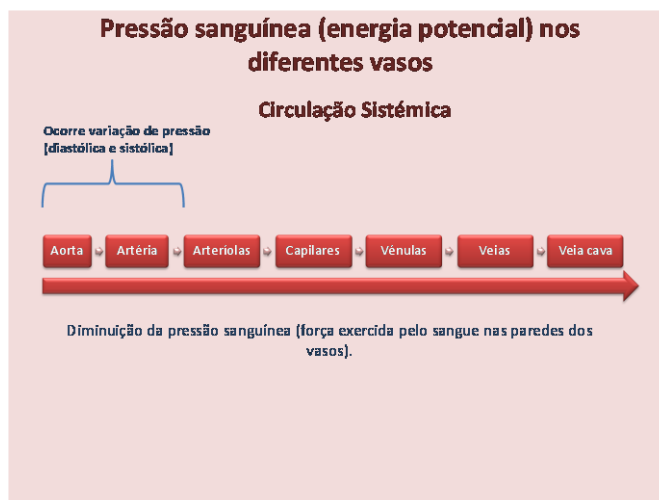 Pressão sanguínea (energia potencial) nos
diferentes vasos
Circulação Sistémica
Ocorre variação de pressão
(diastólica e sistólica)
Aorta
Artéria
Arteríolas
Capilares
Vénulas
Veias
Veia cava
Diminuição da pressão sanguínea (força exercida pelo sangue nas paredes dos
vasos).